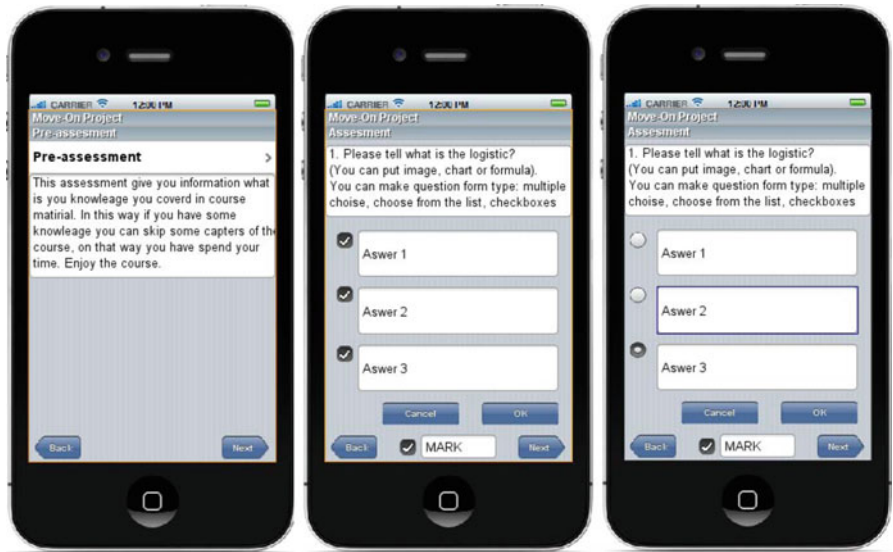 CARRIER 12:00 PM
Move-On Project
Pre-assesment
Pre-assessment
This assessment give you information what
is you knowleage you coverd in course
matirial. In this way if you have some
knowleage you can skip some capters of the
course, on that way you have spend your
time. Enjoy the course.
Back Next
CARRIER 12:00 PM
Move-On Project
Assesment
1. Please tell what is the logistic?
(You can put image, chart or formula).
You can make question form type: multiple
choise, choose from the list, checkboxes
Aswer 1
Aswer 2
Aswer 3
Cancel OK
Back MARK Next
CARRIER 12:00 PM
Move-On Project
Assesment
1. Please tell what is the logistic?
(You can put image, chart or formula).
You can make question form type: multiple
choise, choose from the list, checkboxes
Aswer 1
Aswer 2
Aswer 3
Cancel OK
Back MARK Next